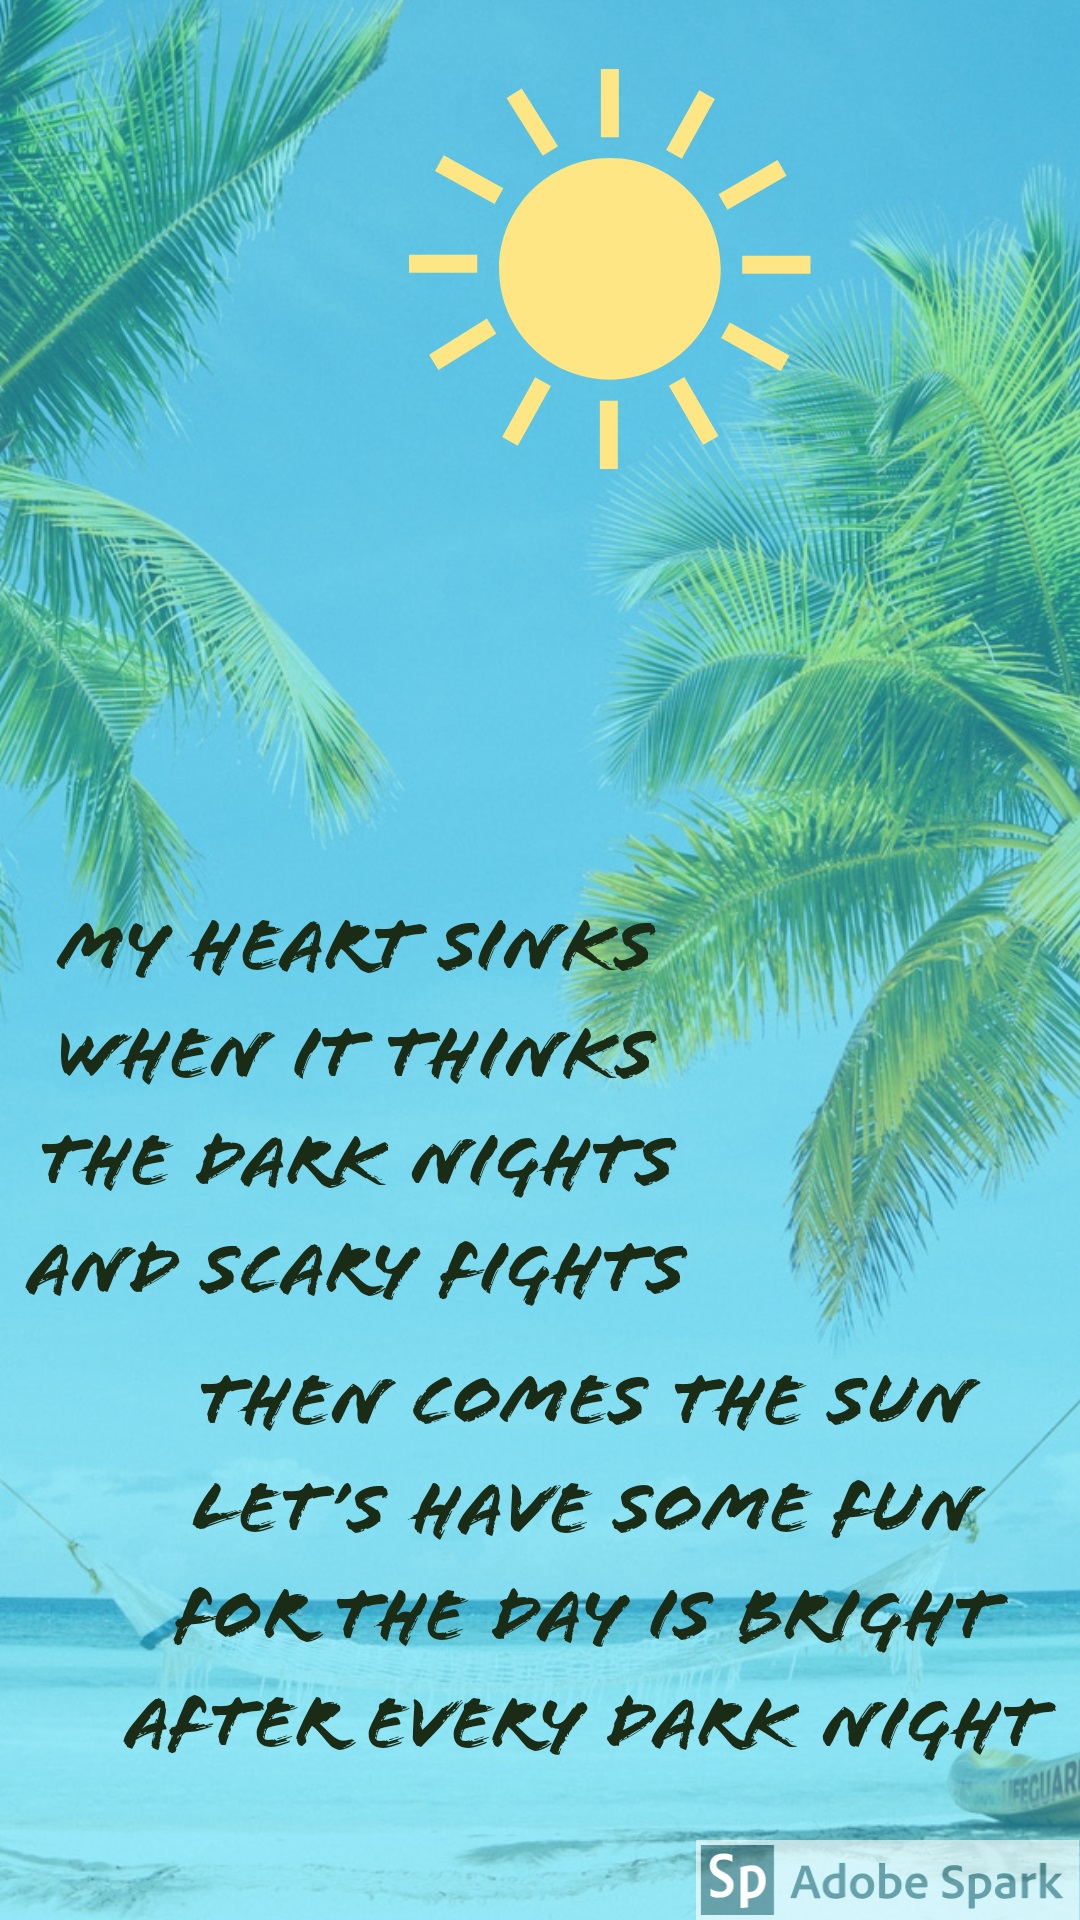 MY HEART SINKS
WHEN IT THINKS
THE DARK NIGHTS
AND SCARY FIGHTS
THEN COMES THE SUN
LET'S HAVE SOME FUN
FOR THE DAY IS BRIGHT
AFTER EVERY DARK NIGHT
LIFEGUAR
Sp Adobe Spark